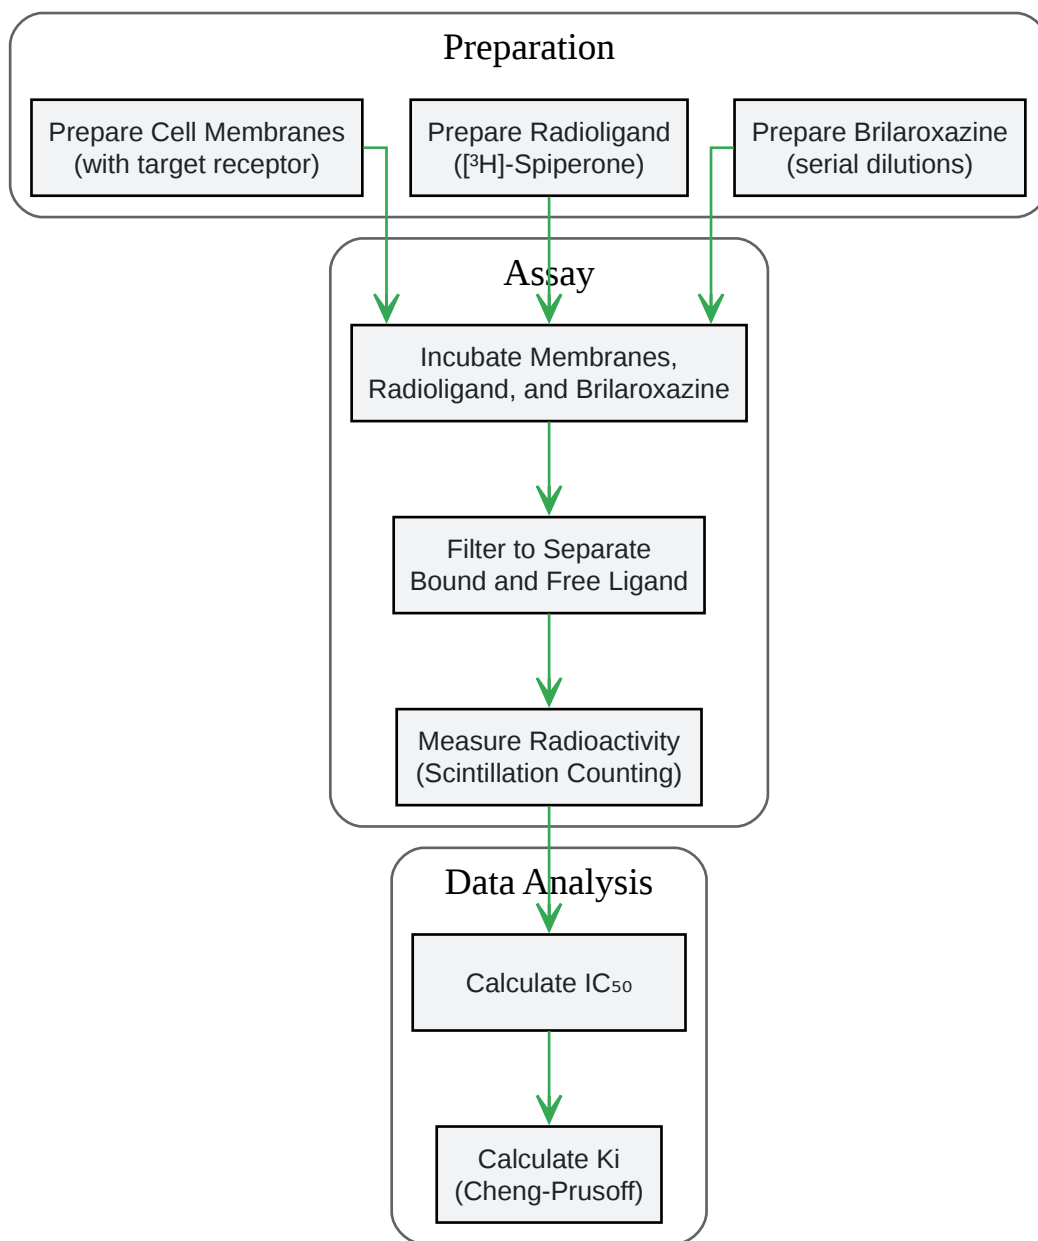 Preparation
Prepare Cell Membranes
(with target receptor)
Prepare Radioligand
([³H]-Spiperone)
Prepare Brilaroxazine
(serial dilutions)
Assay
Incubate Membranes,
Radioligand, and Brilaroxazine
Filter to Separate
Bound and Free Ligand
Measure Radioactivity
(Scintillation Counting)
Data Analysis
Calculate IC₅₀
Calculate Ki
(Cheng-Prusoff)